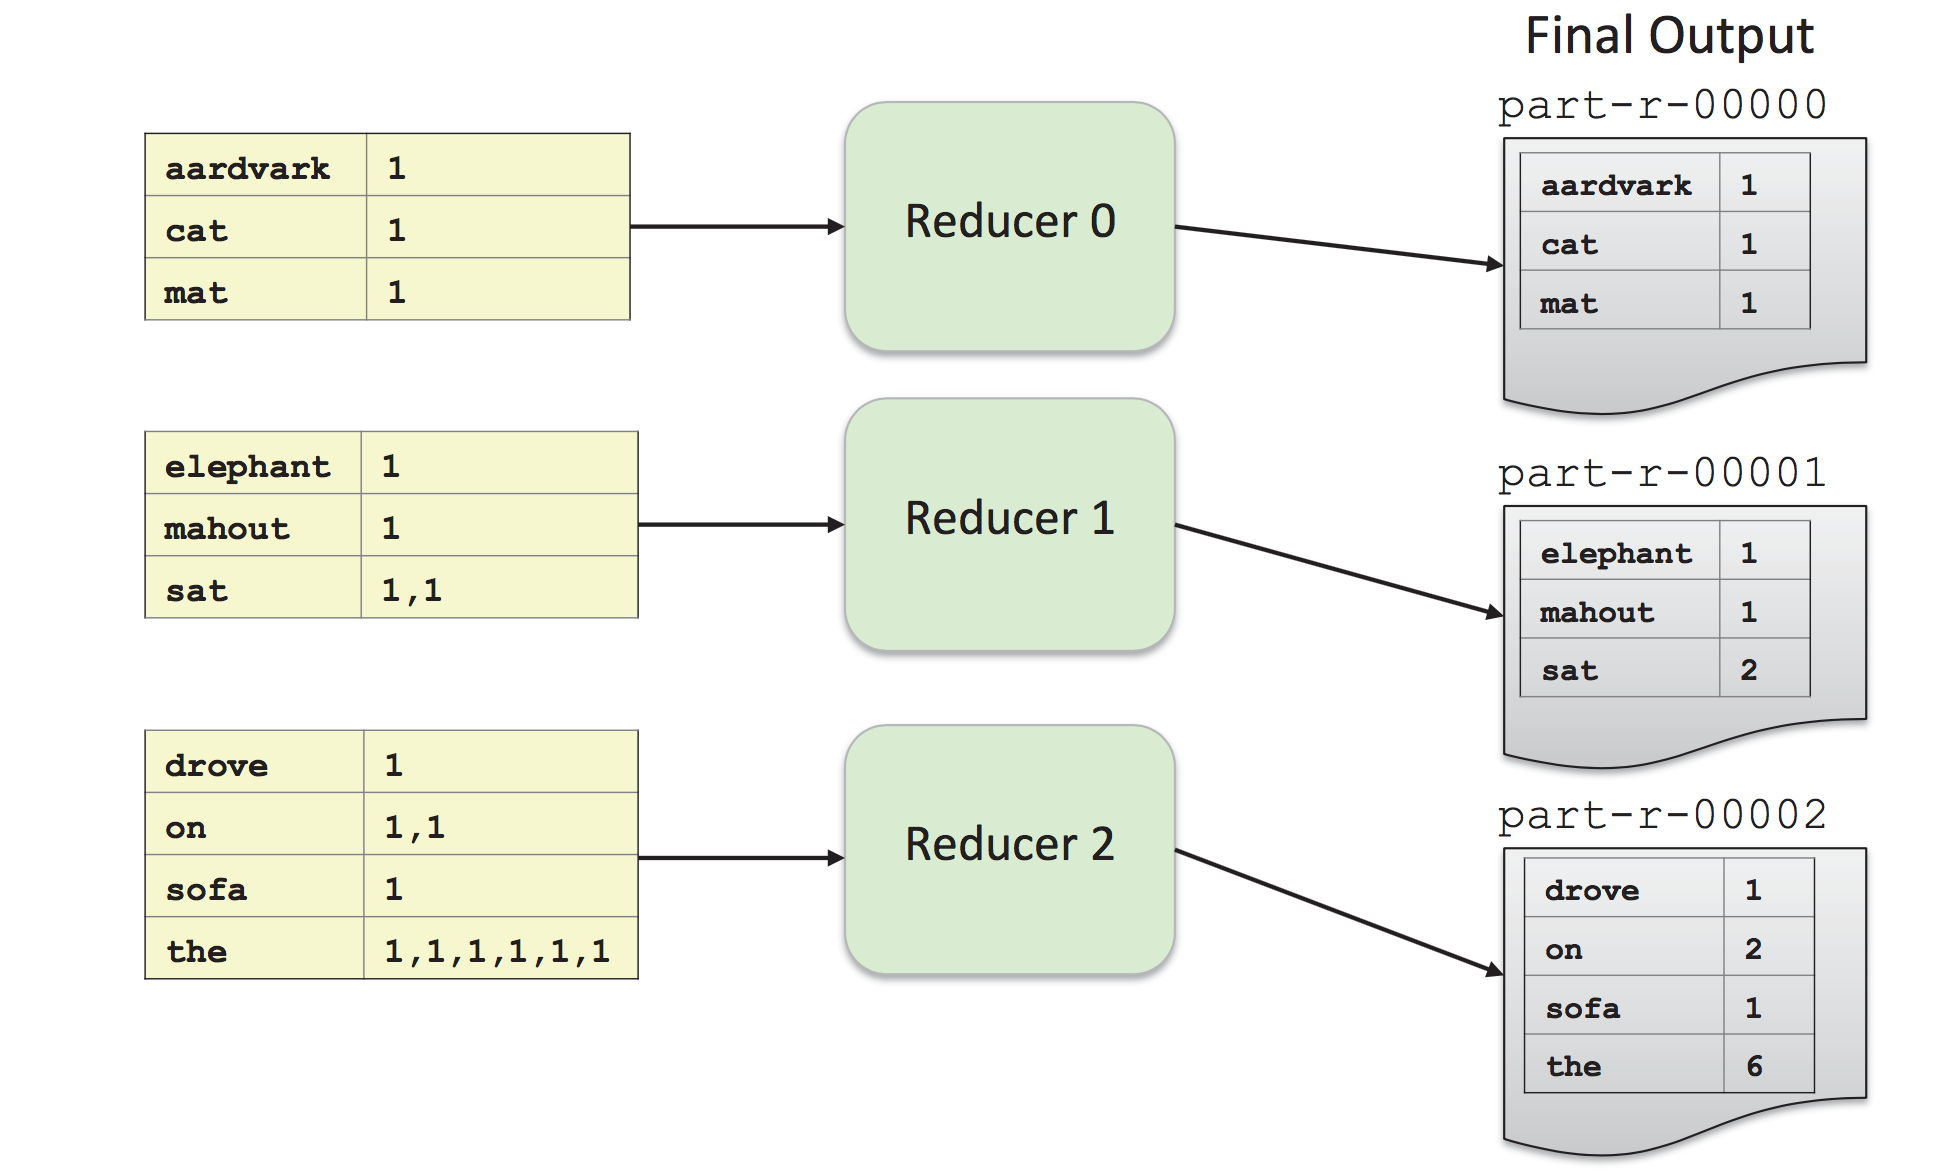 Final Output
part-r-00000
aardvark 1
cat 1
mat 1
Reducer 0
aardvark 1
cat 1
mat 1
part-r-00001
elephant 1
mahout 1
sat 1,1
Reducer 1
elephant 1
mahout 1
sat 2
part-r-00002
drove 1
on 1,1
sofa 1
the 1,1,1,1,1,1
Reducer 2
drove 1
on 2
sofa 1
the 6